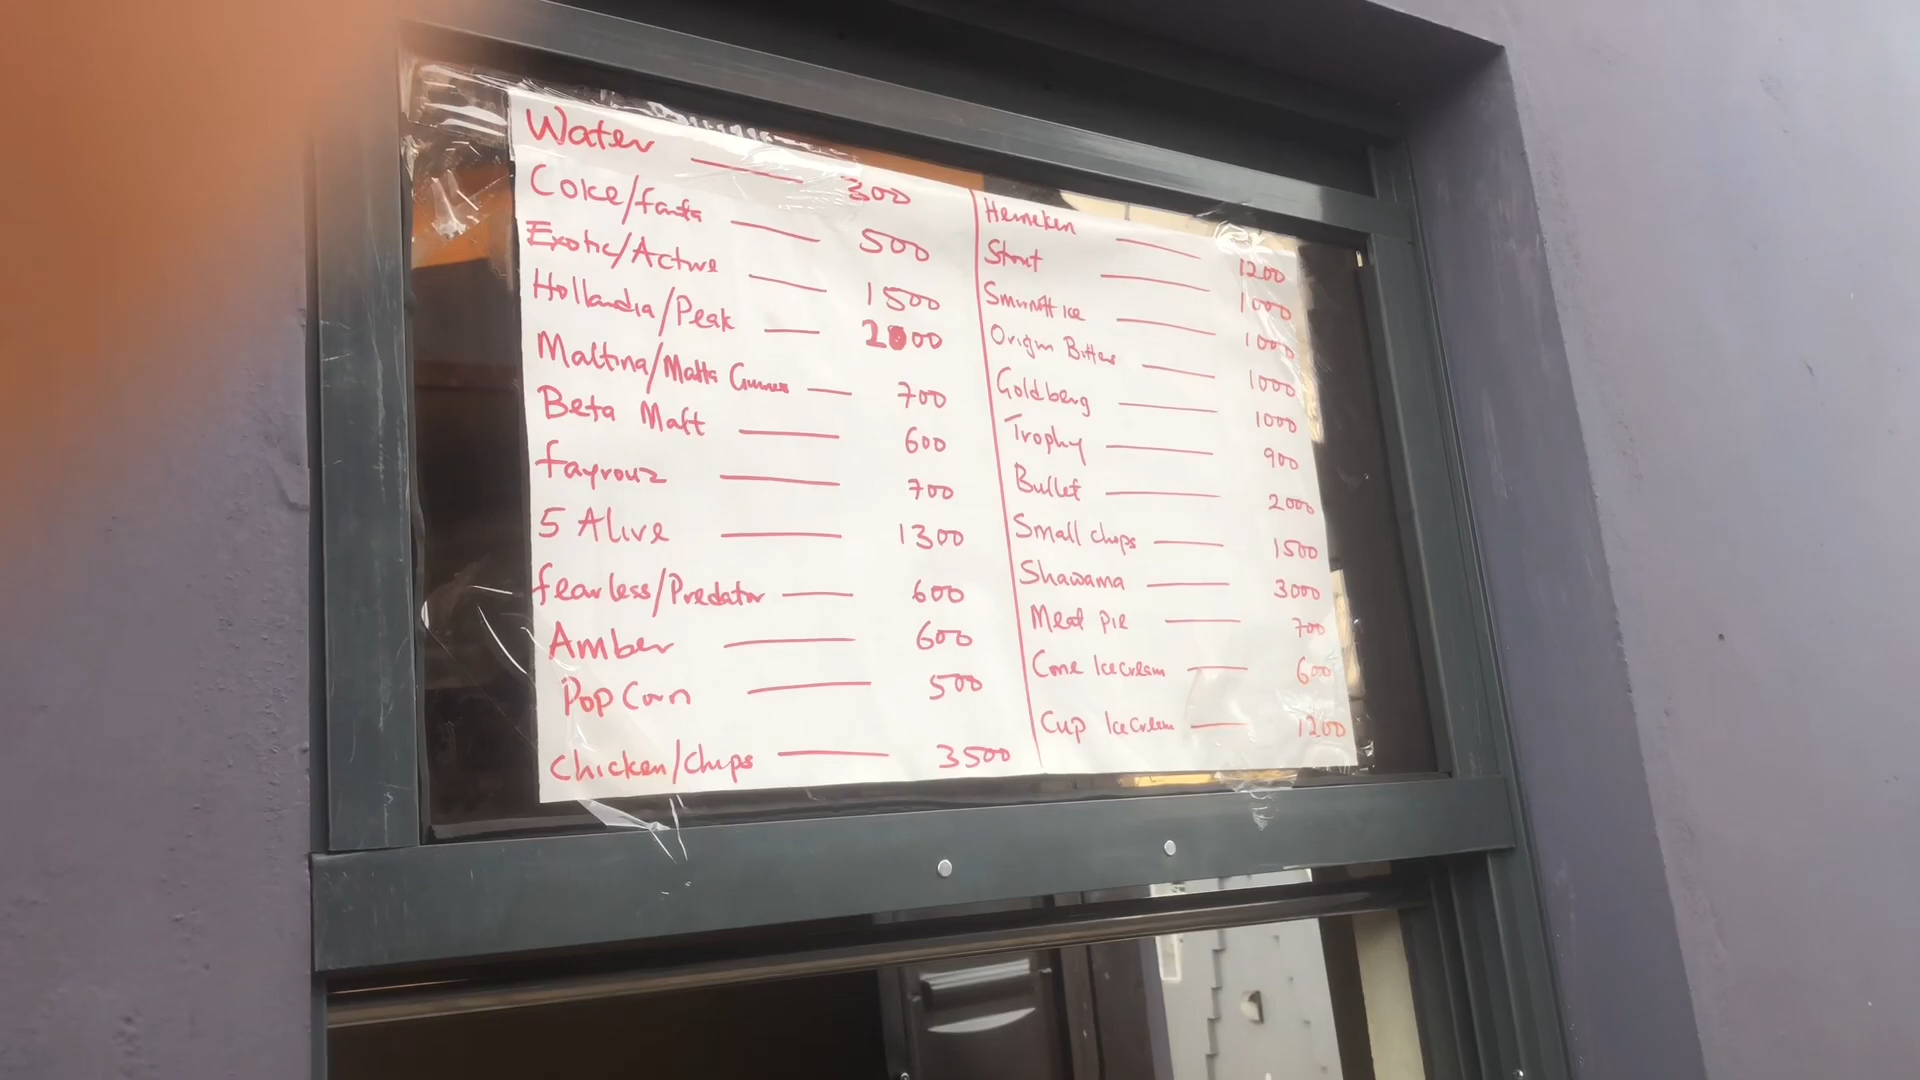 Water —— 300
Coke/fanta —— 500
Exotic/Active —— 1500
Hollandia/Peak —— 2000
Maltina/Malta Gunnes —— 700
Beta Malt —— 600
fayrouz —— 700
5 Alive —— 1300
fearless/Predator —— 600
Amber —— 600
Pop Corn —— 500
Chicken/Chips —— 3500
Heineken —— 1200
Stout —— 1000
Smirnoff ice —— 1000
Origin Bitters —— 1000
Goldberg —— 1000
Trophy —— 900
Bullet —— 2000
Small chops —— 1500
Shawama —— 3000
Meat pie —— 700
Cone Ice cream —— 600
Cup Ice Cream —— 1200